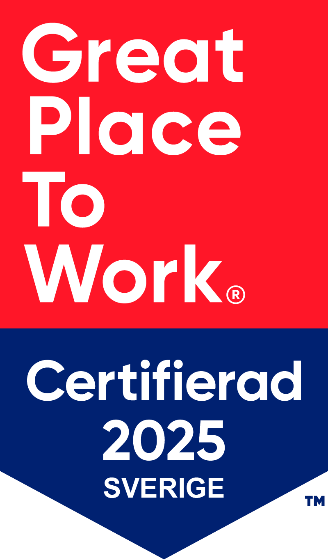 Great
Place
To
Work®
Certifierad
2025
SVERIGE
™